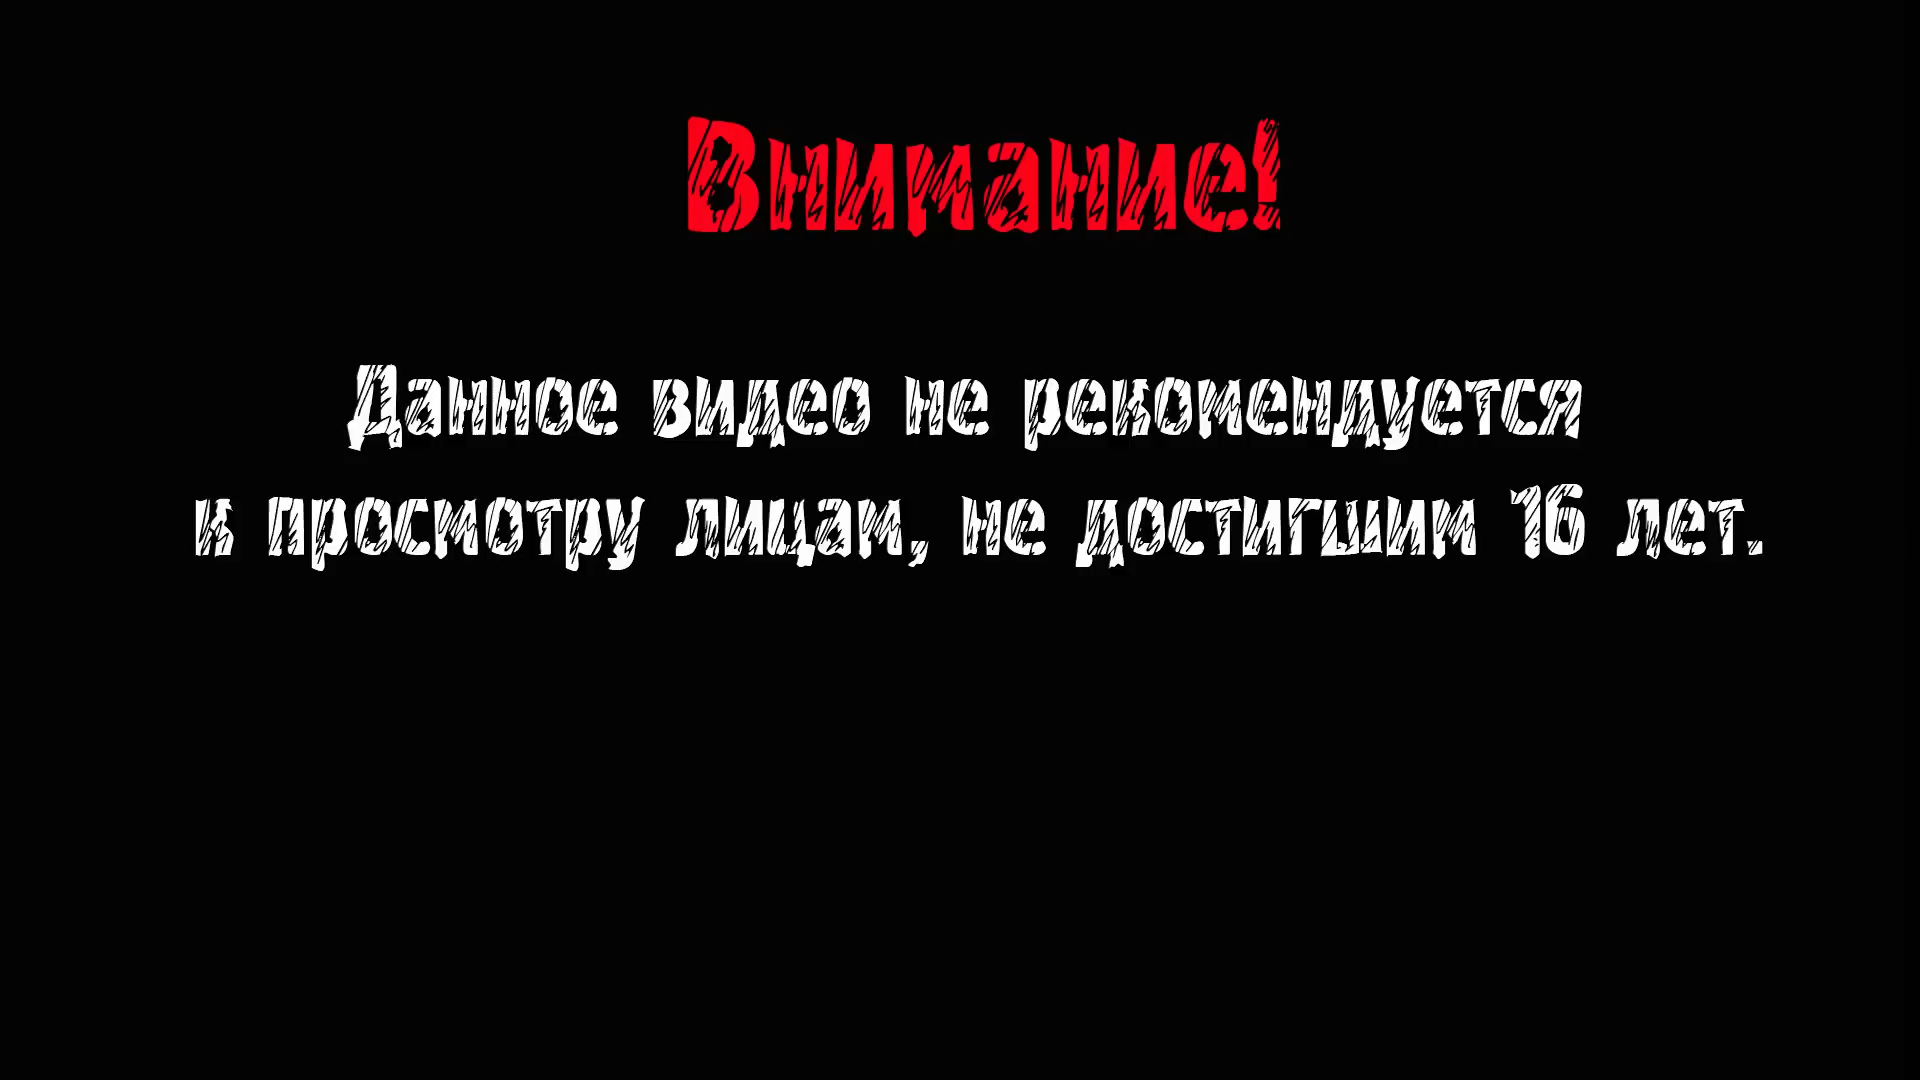 Внимание!
Данное видео не рекомендуется
к просмотру лицам, не достигшим 16 лет.